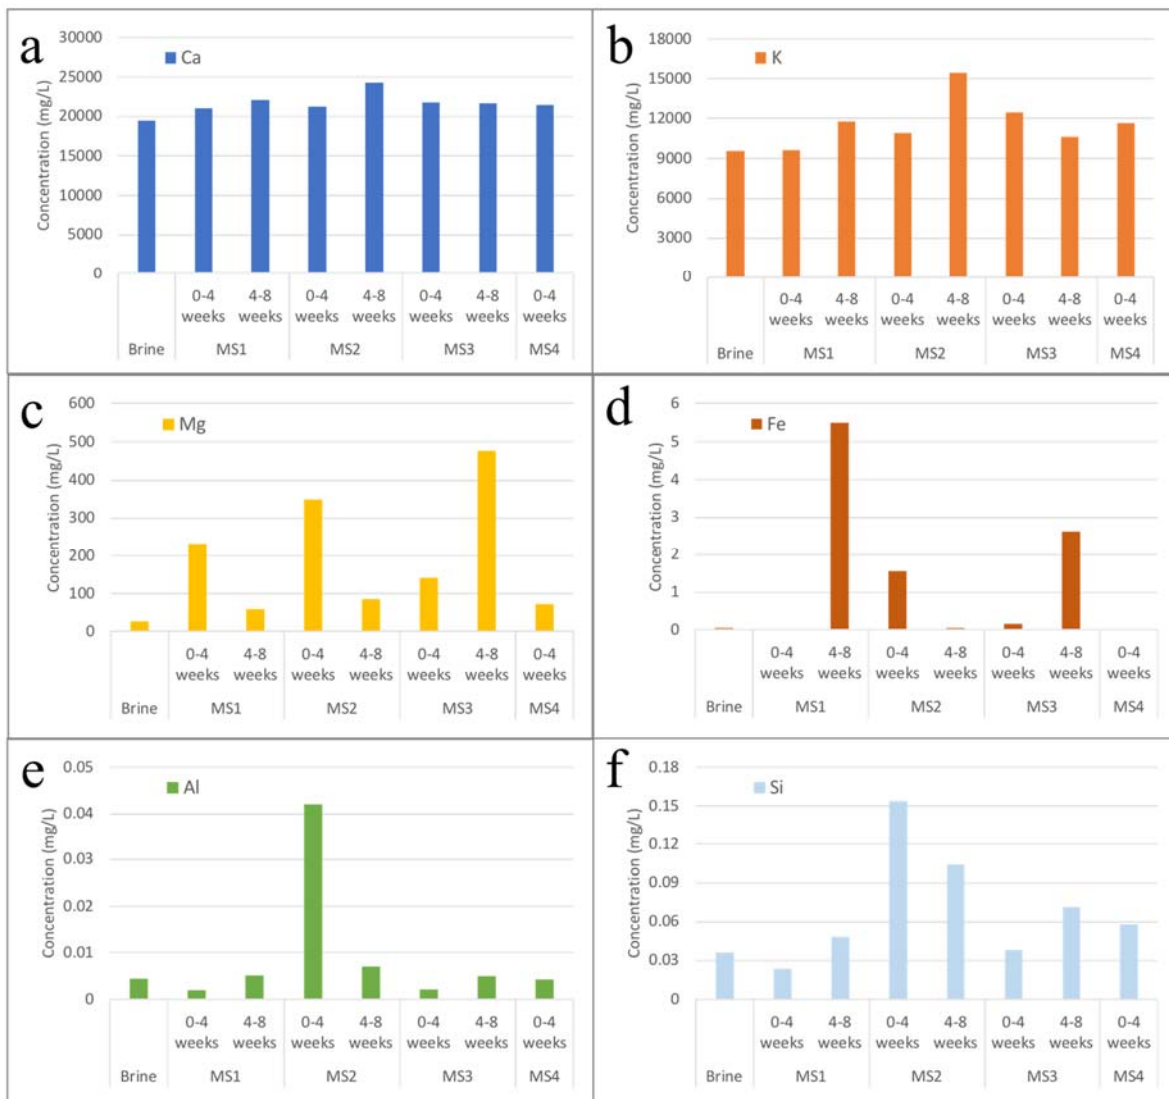 a
Ca
Concentration (mg/L)
30000
25000
20000
15000
10000
5000
0
0-4 4-8 0-4 4-8 0-4 4-8 0-4
weeks weeks weeks weeks weeks weeks weeks
Brine MS1 MS2 MS3 MS4
b
K
Concentration (mg/L)
18000
15000
12000
9000
6000
3000
0
0-4 4-8 0-4 4-8 0-4 4-8 0-4
weeks weeks weeks weeks weeks weeks weeks
Brine MS1 MS2 MS3 MS4
c
Mg
Concentration (mg/L)
600
500
400
300
200
100
0
0-4 4-8 0-4 4-8 0-4 4-8 0-4
weeks weeks weeks weeks weeks weeks weeks
Brine MS1 MS2 MS3 MS4
d
Fe
Concentration (mg/L)
6
5
4
3
2
1
0
0-4 4-8 0-4 4-8 0-4 4-8 0-4
weeks weeks weeks weeks weeks weeks weeks
Brine MS1 MS2 MS3 MS4
e
Al
Concentration (mg/L)
0.05
0.04
0.03
0.02
0.01
0
0-4 4-8 0-4 4-8 0-4 4-8 0-4
weeks weeks weeks weeks weeks weeks weeks
Brine MS1 MS2 MS3 MS4
f
Si
Concentration (mg/L)
0.18
0.15
0.12
0.09
0.06
0.03
0
0-4 4-8 0-4 4-8 0-4 4-8 0-4
weeks weeks weeks weeks weeks weeks weeks
Brine MS1 MS2 MS3 MS4